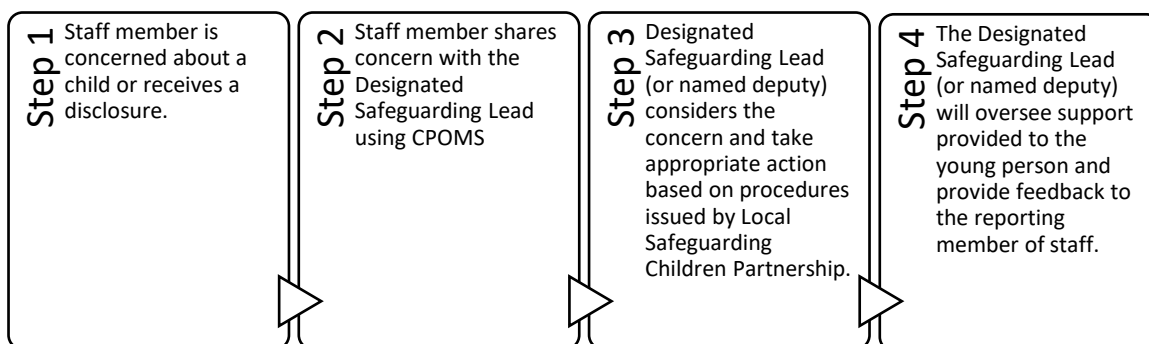 Step 1
Staff member is
concerned about a
child or receives a
disclosure.
Step 2
Staff member shares
concern with the
Designated
Safeguarding Lead
using CPOMS
Step 3
Designated
Safeguarding Lead
(or named deputy)
considers the
concern and take
appropriate action
based on procedures
issued by Local
Safeguarding
Children Partnership.
Step 4
The Designated
Safeguarding Lead
(or named deputy)
will oversee support
provided to the
young person and
provide feedback to
the reporting
member of staff.